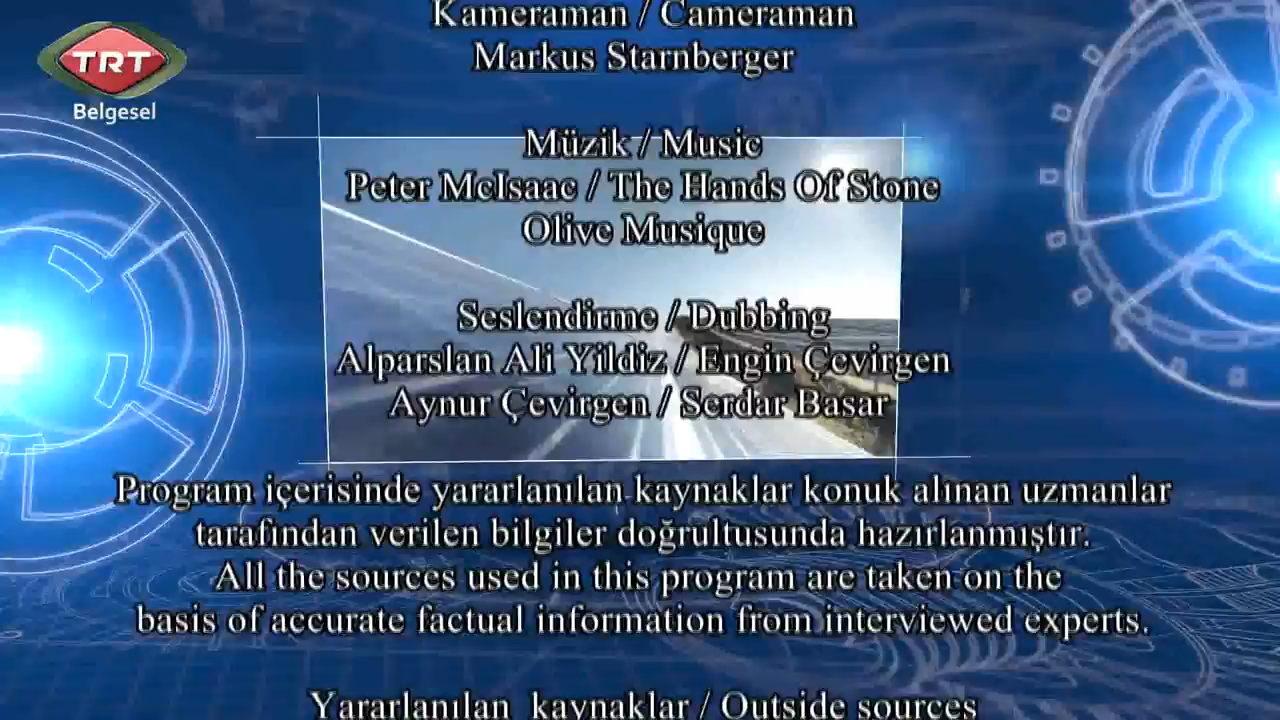 Kameraman / Cameraman
Markus Starnberger
TRT
Belgesel
Müzik / Music
Peter McIsaac / The Hands Of Stone
Olive Musique
Seslendirme / Dubbing
Alparslan Ali Yildiz / Engin Çevirgen
Aynur Çevirgen / Serdar Basar
Program içerisinde yararlanılan kaynaklar konuk alınan uzmanlar
tarafından verilen bilgiler doğrultusunda hazırlanmıştır.
All the sources used in this program are taken on the
basis of accurate factual information from interviewed experts.
Yararlanılan kaynaklar / Outside sources